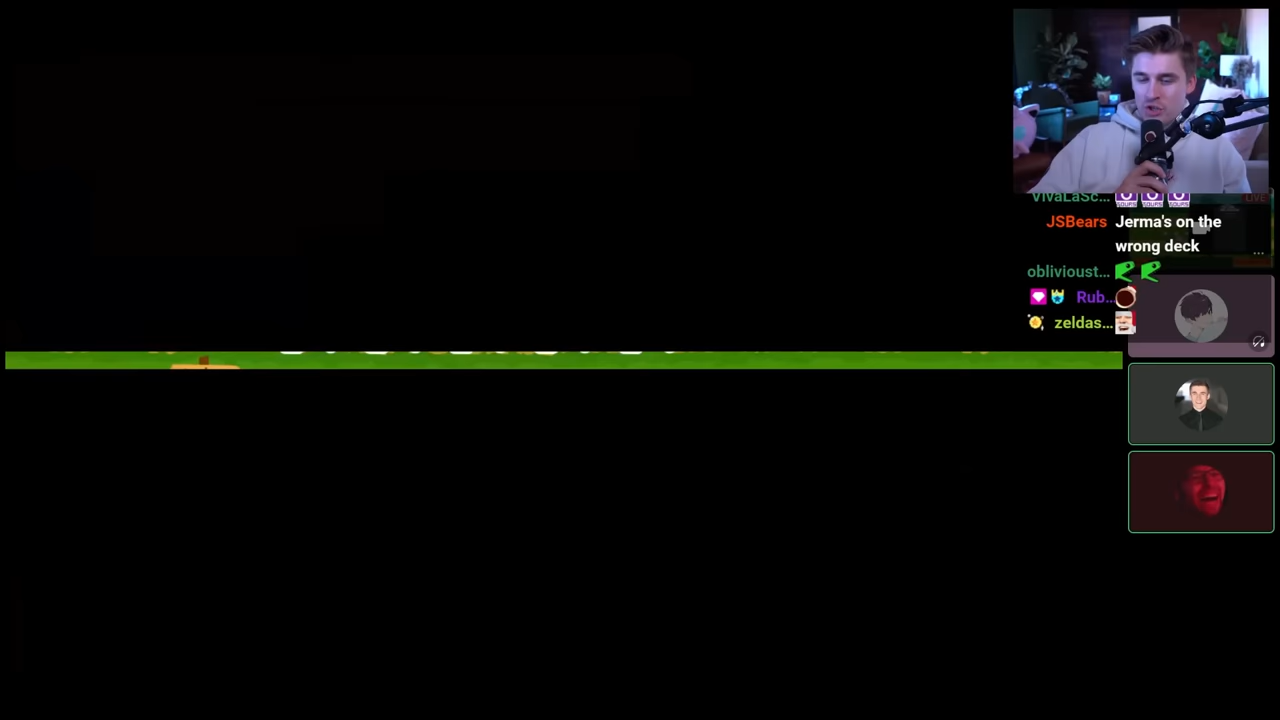 VivaLaSc...
JSBears Jerma's on the
wrong deck
oblivioust...
Rub...
zeldas...